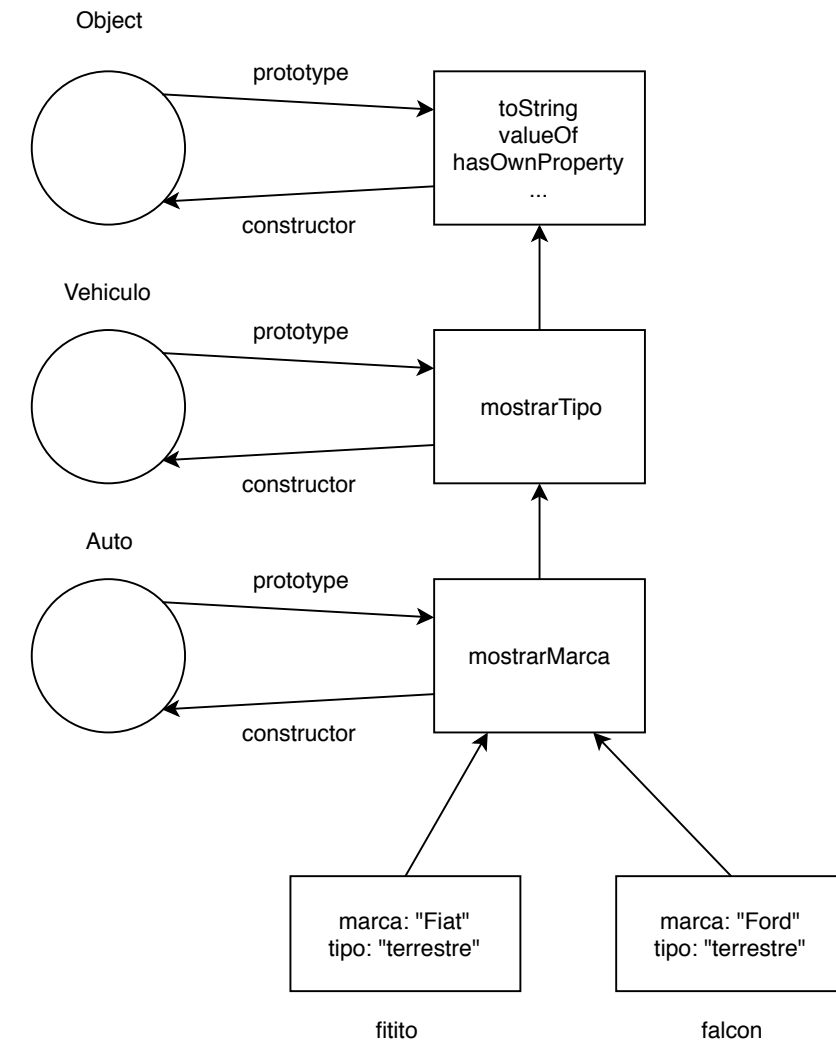 Object
prototype
toString
valueOf
hasOwnProperty
...
constructor
Vehiculo
prototype
mostrarTipo
constructor
Auto
prototype
mostrarMarca
constructor
marca: "Fiat"
tipo: "terrestre"
marca: "Ford"
tipo: "terrestre"
fitito
falcon